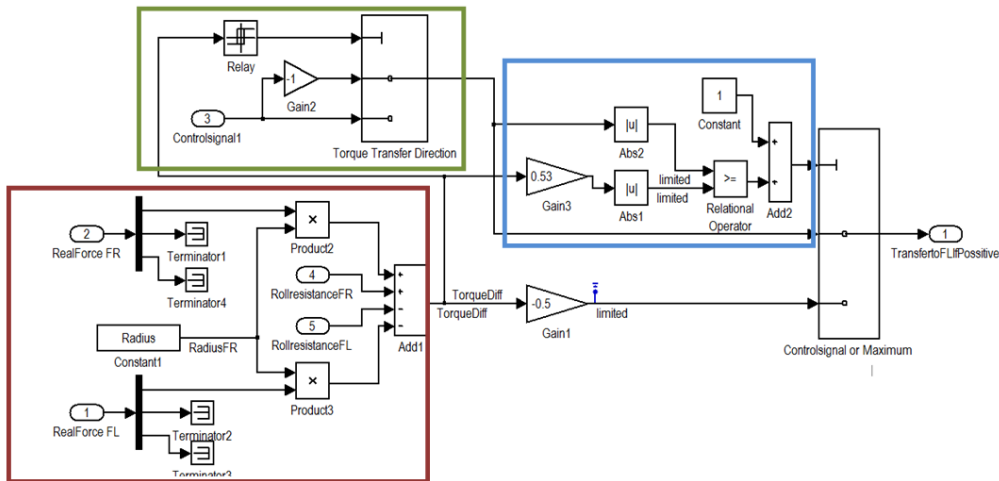 Relay
-1
Gain2
3
Controlsignal1
Torque Transfer Direction
1
Constant
|u|
Abs2
0.53
Gain3
|u|
Abs1
limited
limited
>=
Relational
Operator
+
+
Add2
1
TransfertoFLIfPossitive
2
RealForce FR
Terminator1
Terminator4
×
Product2
4
RollresistanceFR
5
RollresistanceFL
+
+
−
−
Add1
TorqueDiff
TorqueDiff
-0.5
Gain1
limited
Controlsignal or Maximum
Radius
Constant1
RadiusFR
×
Product3
1
RealForce FL
Terminator2
Terminator3